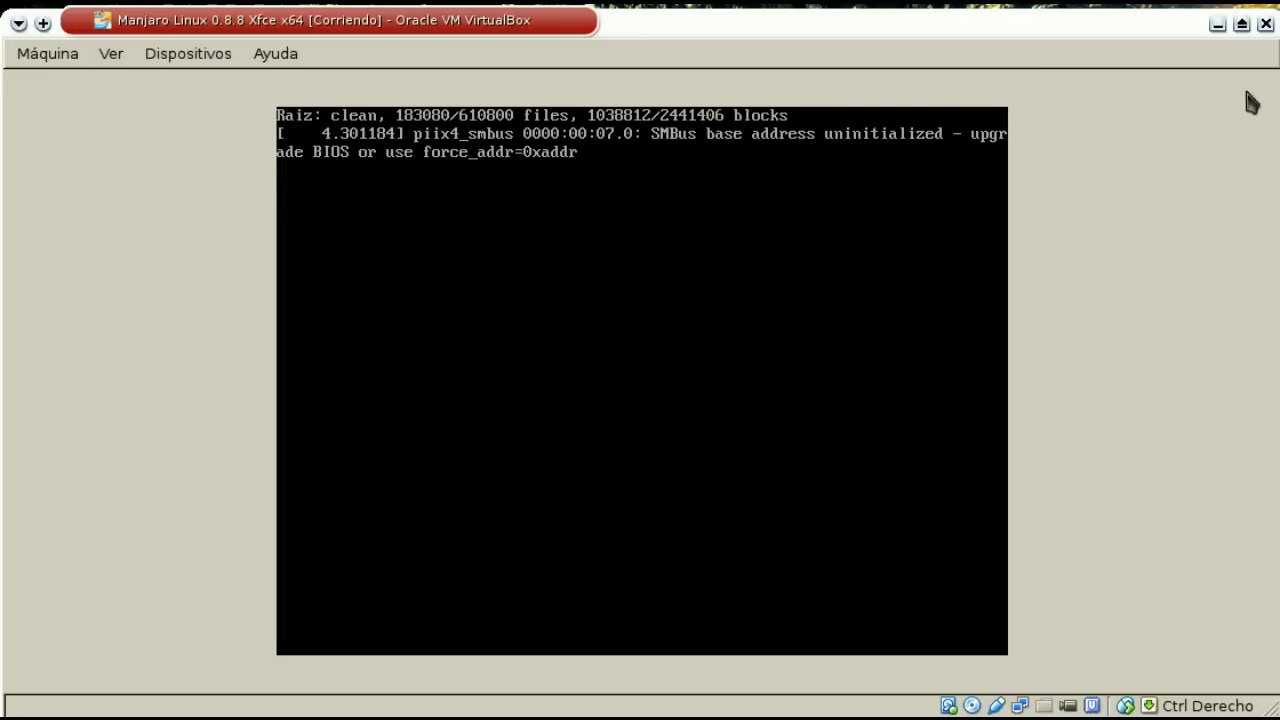 Manjaro Linux 0.8.8 Xfce x64 [Corriendo] - Oracle VM VirtualBox
Máquina Ver Dispositivos Ayuda
Raiz: clean, 183080/610800 files, 1038812/2441406 blocks
[    4.301184] piix4_smbus 0000:00:07.0: SMBus base address uninitialized - upgr
ade BIOS or use force_addr=0xaddr
Ctrl Derecho